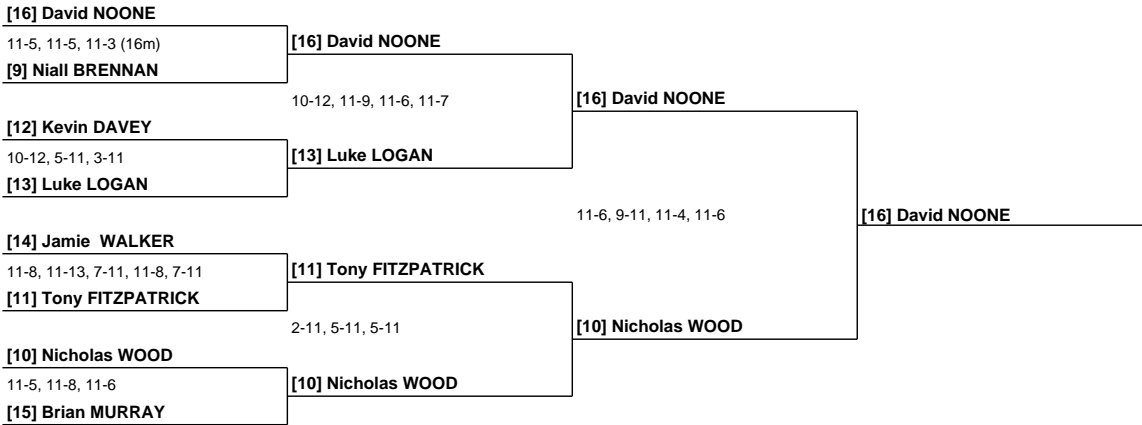 [16] David NOONE
11-5, 11-5, 11-3 (16m)
[9] Niall BRENNAN
[12] Kevin DAVEY
10-12, 5-11, 3-11
[13] Luke LOGAN
[14] Jamie  WALKER
11-8, 11-13, 7-11, 11-8, 7-11
[11] Tony FITZPATRICK
[10] Nicholas WOOD
11-5, 11-8, 11-6
[15] Brian MURRAY
[16] David NOONE
10-12, 11-9, 11-6, 11-7
[13] Luke LOGAN
[11] Tony FITZPATRICK
2-11, 5-11, 5-11
[10] Nicholas WOOD
[16] David NOONE
11-6, 9-11, 11-4, 11-6
[10] Nicholas WOOD
[16] David NOONE